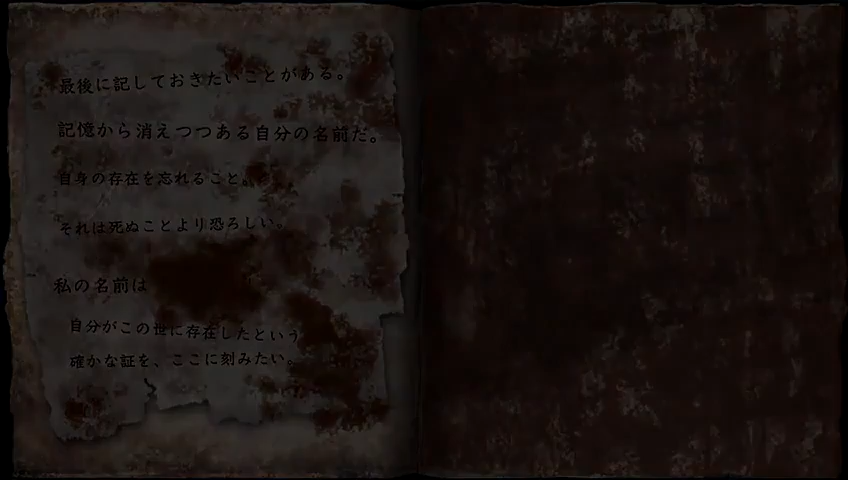 最後に記しておきたいことがある。
記憶から消えつつある自分の名前だ。
自身の存在を忘れること。
それは死ぬことより恐ろしい。
私の名前は
自分がこの世に存在したという
確かな証を、ここに刻みたい。